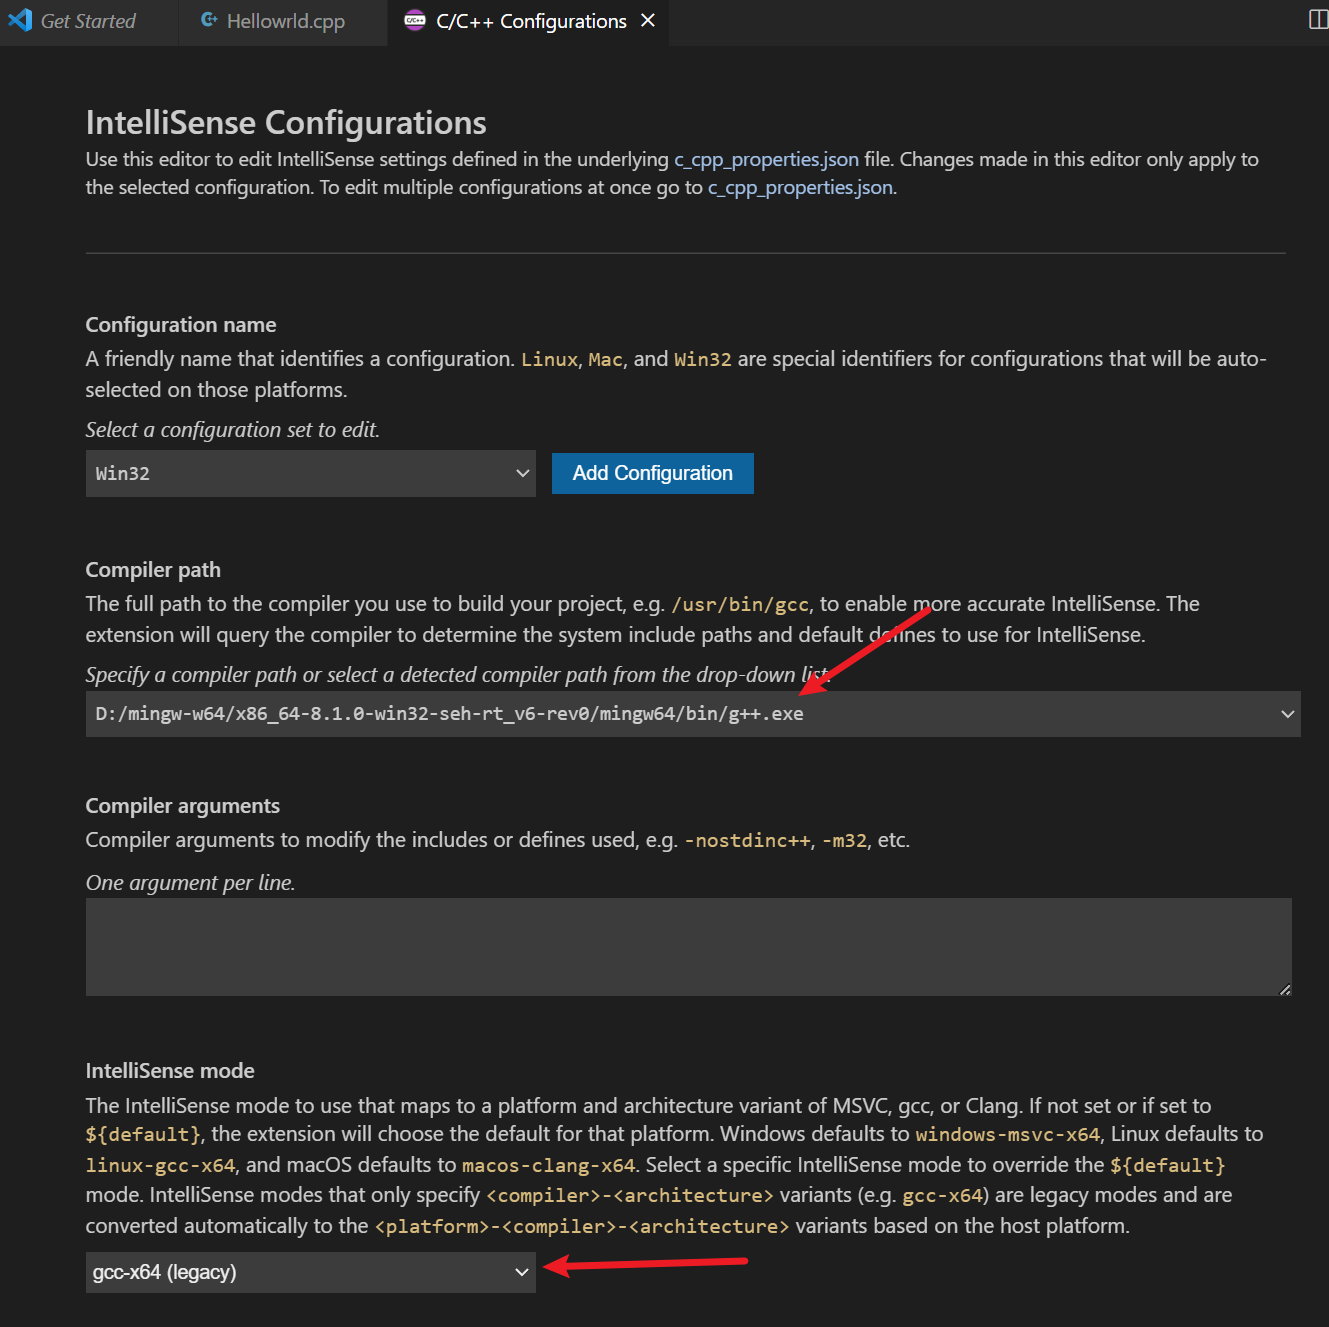 Get Started
Hellowrld.cpp
C/C++ Configurations
IntelliSense Configurations
Use this editor to edit IntelliSense settings defined in the underlying c_cpp_properties.json file. Changes made in this editor only apply to
the selected configuration. To edit multiple configurations at once go to c_cpp_properties.json.
Configuration name
A friendly name that identifies a configuration. Linux, Mac, and Win32 are special identifiers for configurations that will be auto-
selected on those platforms.
Select a configuration set to edit.
Win32
Add Configuration
Compiler path
The full path to the compiler you use to build your project, e.g. /usr/bin/gcc, to enable more accurate IntelliSense. The
extension will query the compiler to determine the system include paths and default defines to use for IntelliSense.
Specify a compiler path or select a detected compiler path from the drop-down list.
D:/mingw-w64/x86_64-8.1.0-win32-seh-rt_v6-rev0/mingw64/bin/g++.exe
Compiler arguments
Compiler arguments to modify the includes or defines used, e.g. -nostdinc++, -m32, etc.
One argument per line.
IntelliSense mode
The IntelliSense mode to use that maps to a platform and architecture variant of MSVC, gcc, or Clang. If not set or if set to
${default}, the extension will choose the default for that platform. Windows defaults to windows-msvc-x64, Linux defaults to
linux-gcc-x64, and macOS defaults to macos-clang-x64. Select a specific IntelliSense mode to override the ${default}
mode. IntelliSense modes that only specify <compiler>-<architecture> variants (e.g. gcc-x64) are legacy modes and are
converted automatically to the <platform>-<compiler>-<architecture> variants based on the host platform.
gcc-x64 (legacy)